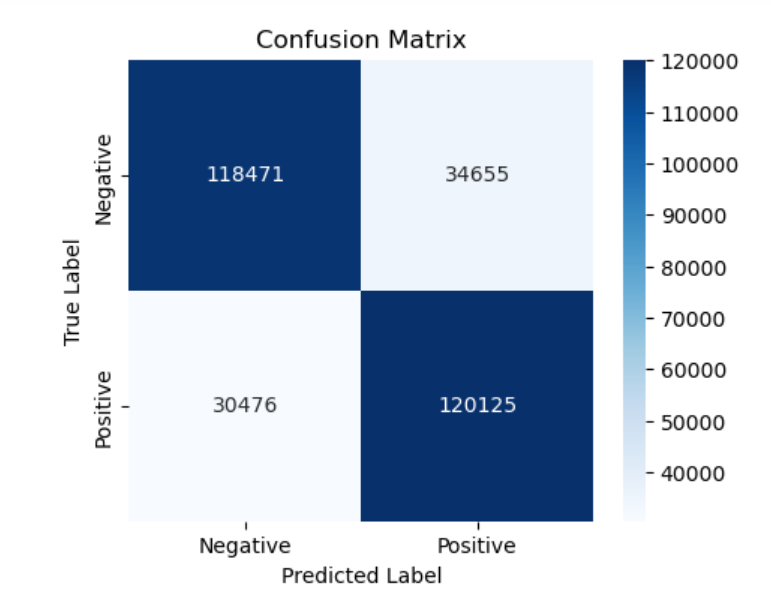 Confusion Matrix
Negative
118471
34655
True Label
Positive
30476
120125
Negative
Positive
Predicted Label
120000
110000
100000
90000
80000
70000
60000
50000
40000